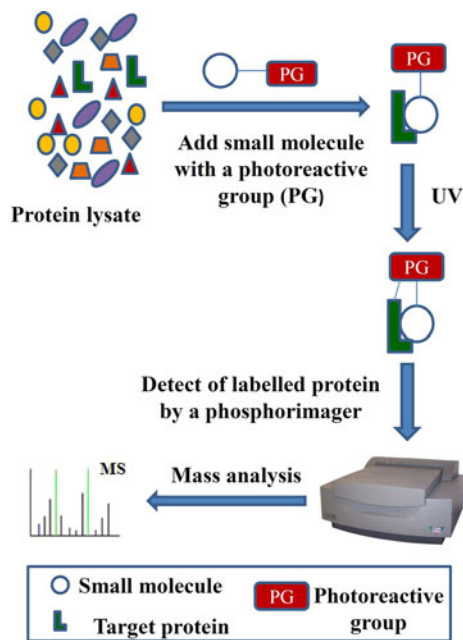 PG
PG
Add small molecule
with a photoreactive
group (PG)
Protein lysate
UV
PG
Detect of labelled protein
by a phosphorimager
MS
Mass analysis
Small molecule
PG
Photoreactive
group
Target protein